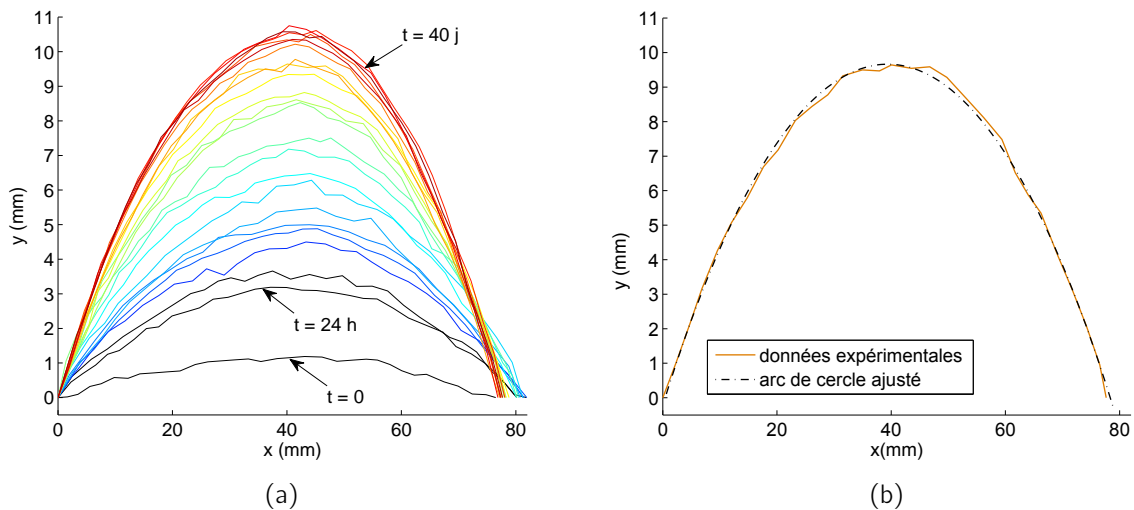 11
10
9
8
7
6
5
4
3
2
1
0
y (mm)
t = 40 j
t = 24 h
t = 0
0 20 40 60 80
x (mm)
(a)
11
10
9
8
7
6
5
4
3
2
1
0
y (mm)
données expérimentales
arc de cercle ajusté
0 20 40 60 80
x(mm)
(b)